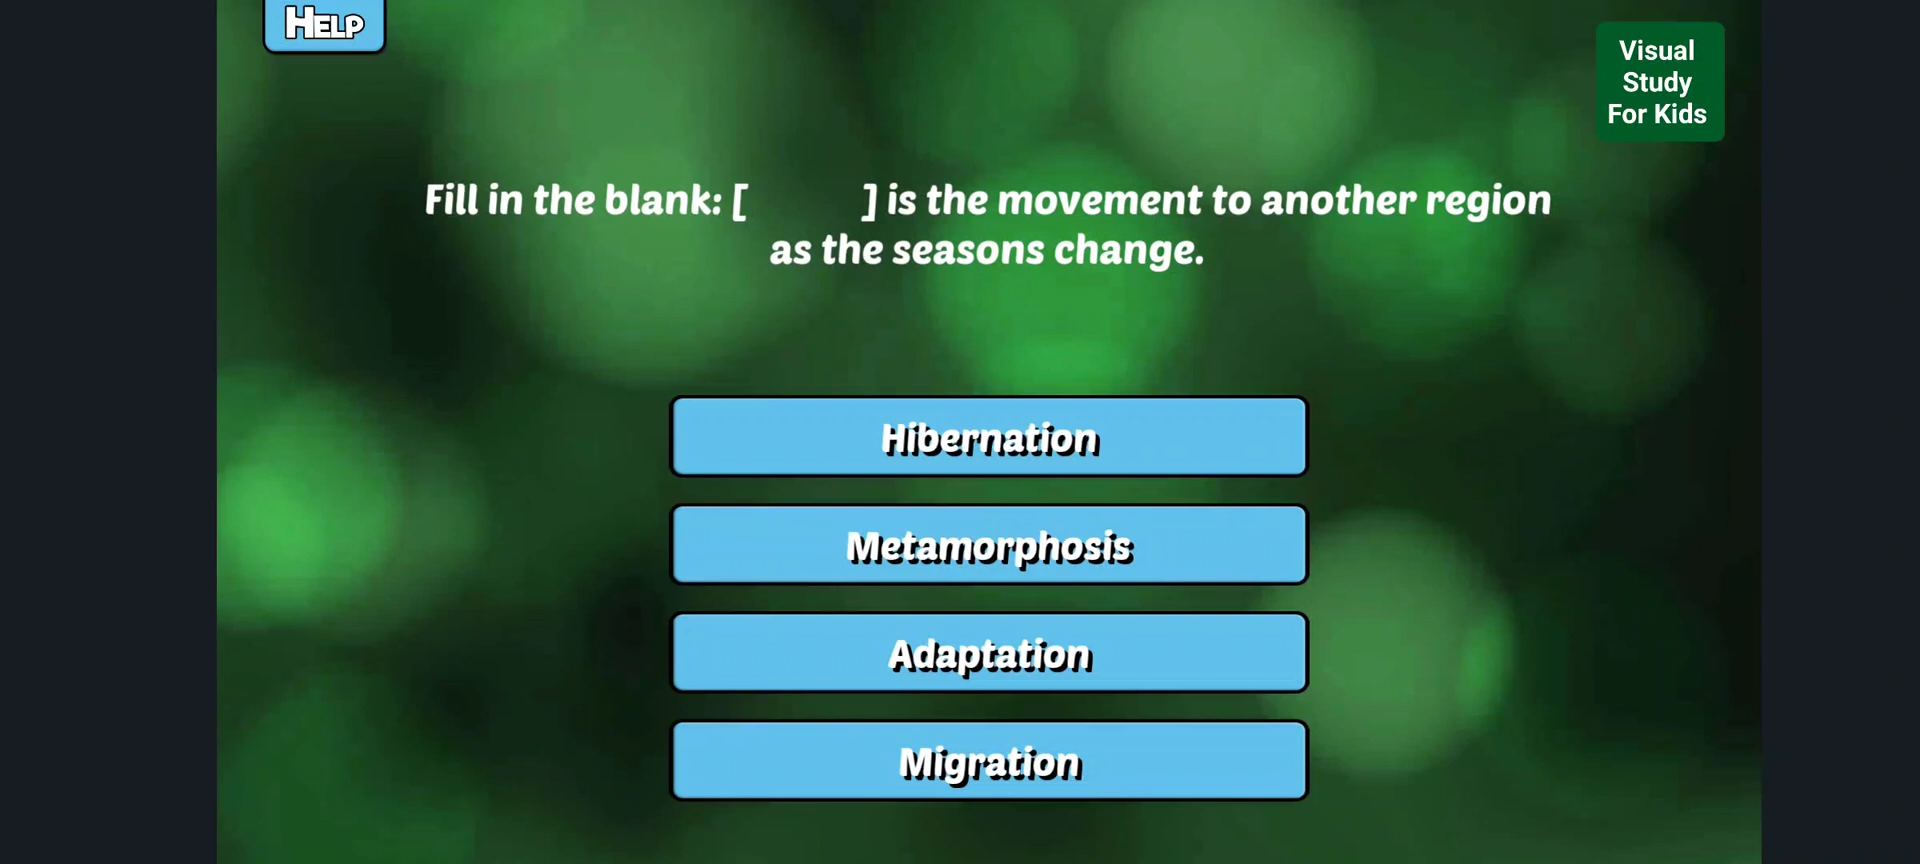 HELP
Visual
Study
For Kids
Fill in the blank: [ ] is the movement to another region
as the seasons change.
Hibernation
Metamorphosis
Adaptation
Migration